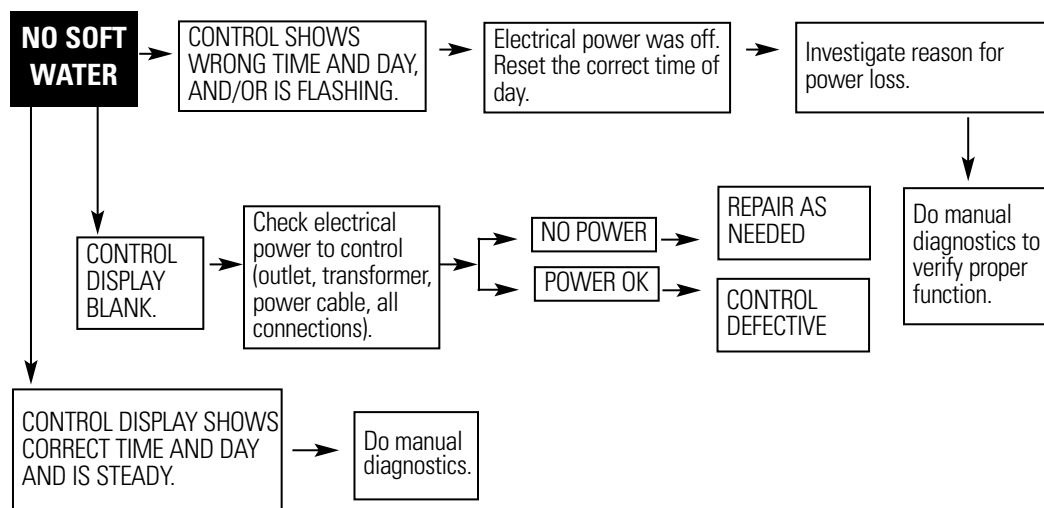 NO SOFT
WATER
CONTROL SHOWS
WRONG TIME AND DAY,
AND/OR IS FLASHING.
Electrical power was off.
Reset the correct time of
day.
Investigate reason for
power loss.
Do manual
diagnostics to
verify proper
function.
CONTROL
DISPLAY
BLANK.
Check electrical
power to control
(outlet, transformer,
power cable, all
connections).
NO POWER
REPAIR AS
NEEDED
POWER OK
CONTROL
DEFECTIVE
CONTROL DISPLAY SHOWS
CORRECT TIME AND DAY
AND IS STEADY.
Do manual
diagnostics.